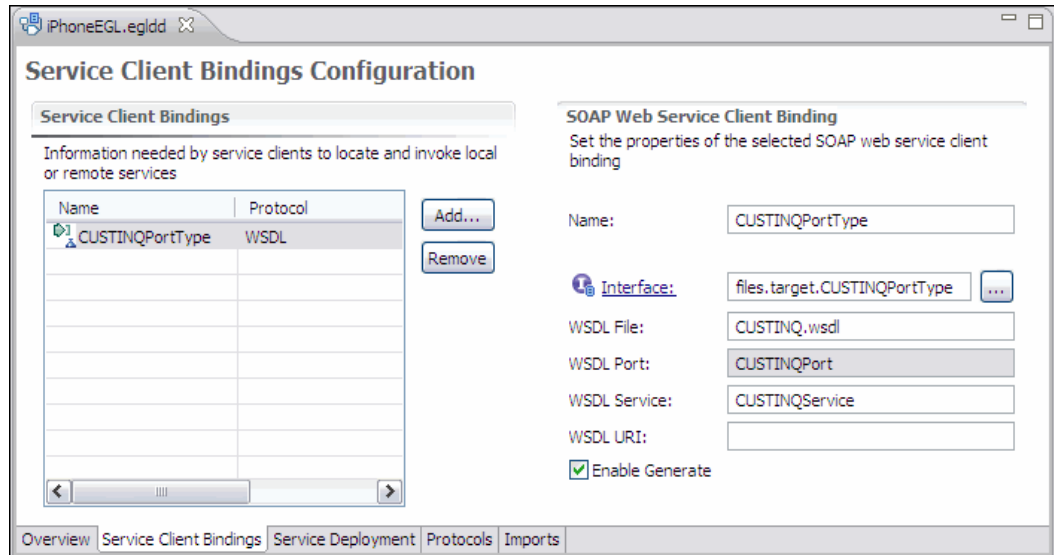 iPhoneEGL.egldd
Service Client Bindings Configuration
Service Client Bindings
Information needed by service clients to locate and invoke local
or remote services
Name Protocol
CUSTINQPortType WSDL
Add...
Remove
SOAP Web Service Client Binding
Set the properties of the selected SOAP web service client
binding
Name: CUSTINQPortType
Interface: files.target.CUSTINQPortType ...
WSDL File: CUSTINQ.wsdl
WSDL Port: CUSTINQPort
WSDL Service: CUSTINQService
WSDL URI:
Enable Generate
Overview Service Client Bindings Service Deployment Protocols Imports